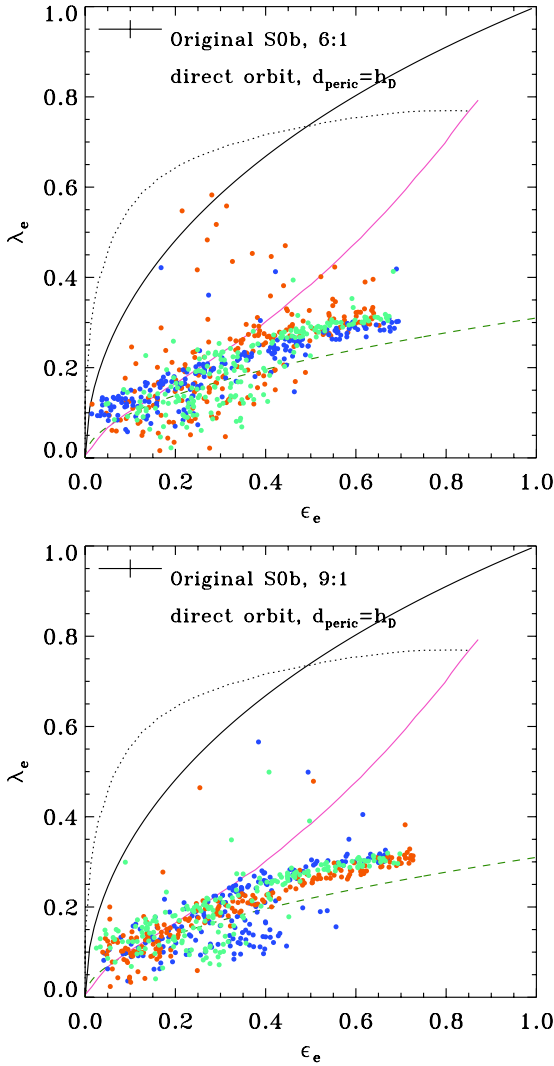 1.0
Original S0b, 6:1
direct orbit, d_peric=h_D
0.8
0.6
λ_e
0.4
0.2
0.0
0.0 0.2 0.4 0.6 0.8 1.0
ϵ_e
1.0
Original S0b, 9:1
direct orbit, d_peric=h_D
0.8
0.6
λ_e
0.4
0.2
0.0
0.0 0.2 0.4 0.6 0.8 1.0
ϵ_e